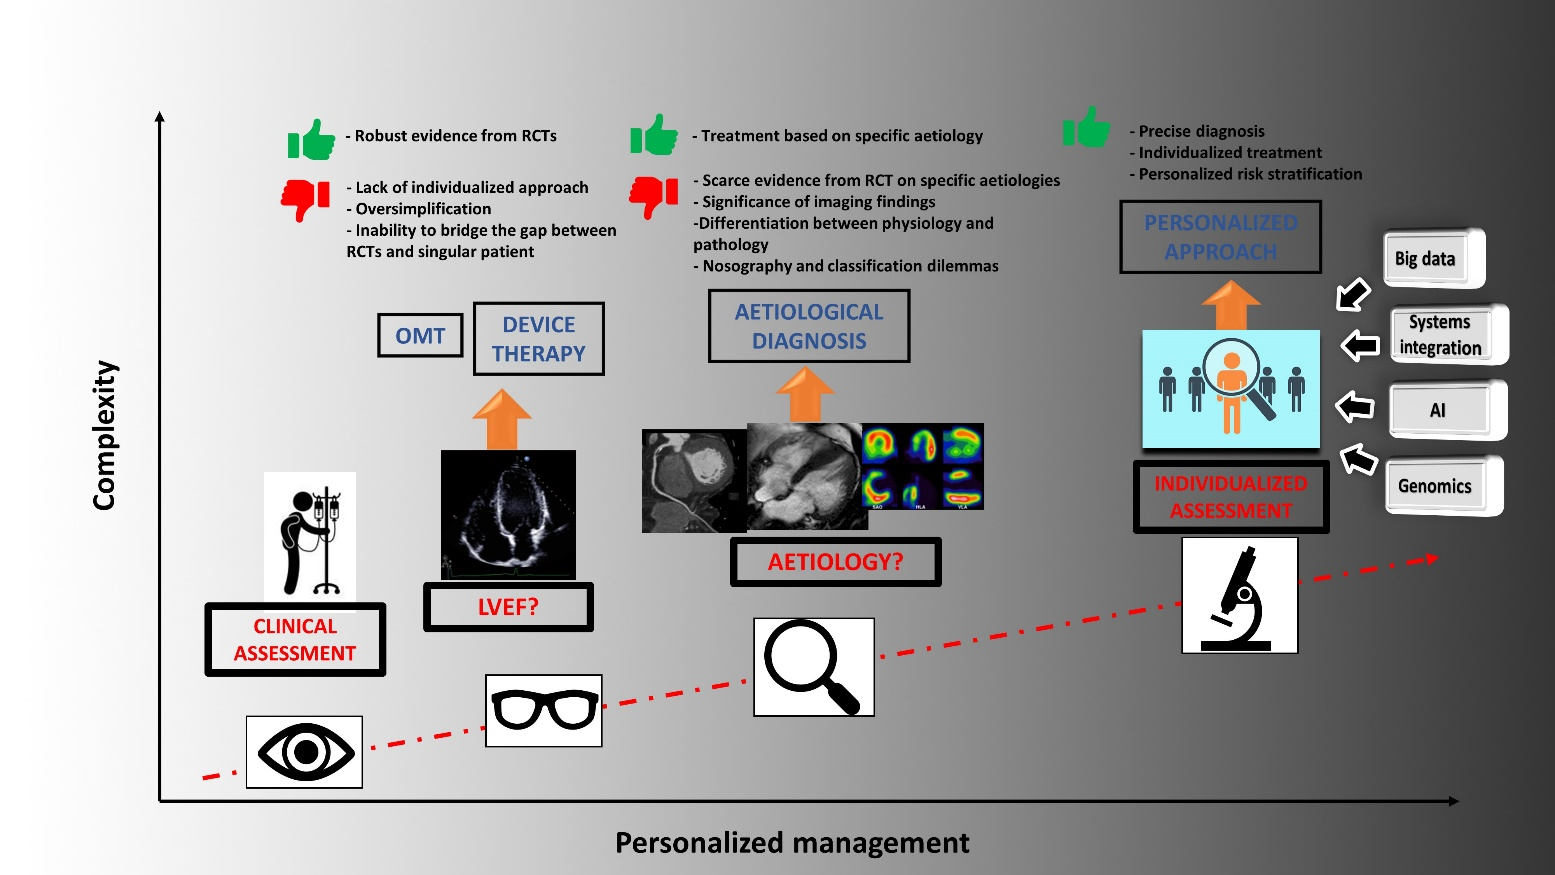 - Robust evidence from RCTs
- Lack of individualized approach
- Oversimplification
- Inability to bridge the gap between
RCTs and singular patient
- Treatment based on specific aetiology
- Scarce evidence from RCT on specific aetiologies
- Significance of imaging findings
-Differentiation between physiology and
pathology
- Nosography and classification dilemmas
- Precise diagnosis
- Individualized treatment
- Personalized risk stratification
OMT
DEVICE
THERAPY
AETIOLOGICAL
DIAGNOSIS
PERSONALIZED
APPROACH
Big data
Systems
integration
AI
Genomics
SAO
HLA
VLA
CLINICAL
ASSESSMENT
LVEF?
AETIOLOGY?
INDIVIDUALIZED
ASSESSMENT
Complexity
Personalized management